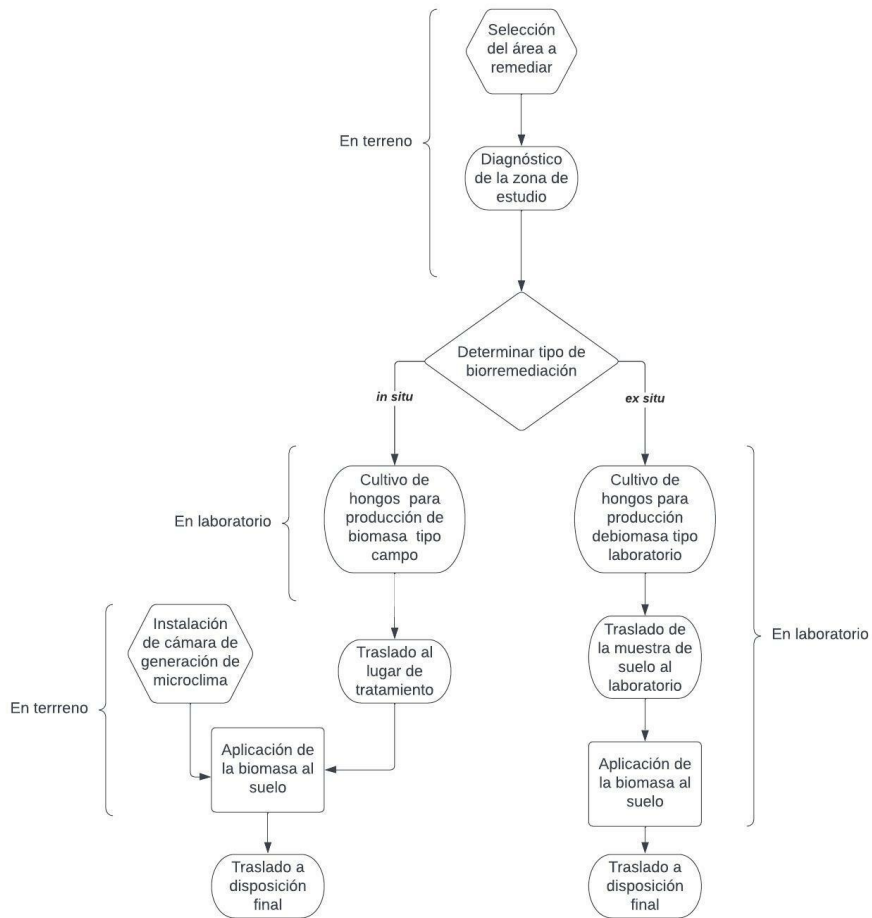 Selección
del área a
remediar
En terreno
Diagnóstico
de la zona de
estudio
Determinar tipo de
biorremediación
in situ
ex situ
En laboratorio
Cultivo de
hongos para
producción de
biomasa tipo
campo
Cultivo de
hongos para
producción
debiomasa tipo
laboratorio
Instalación
de cámara de
generación de
microclima
Traslado al
lugar de
tratamiento
Traslado de
la muestra de
suelo al
laboratorio
En laboratorio
En terrreno
Aplicación de
la biomasa al
suelo
Aplicación de
la biomasa al
suelo
Traslado a
disposición
final
Traslado a
disposición
final